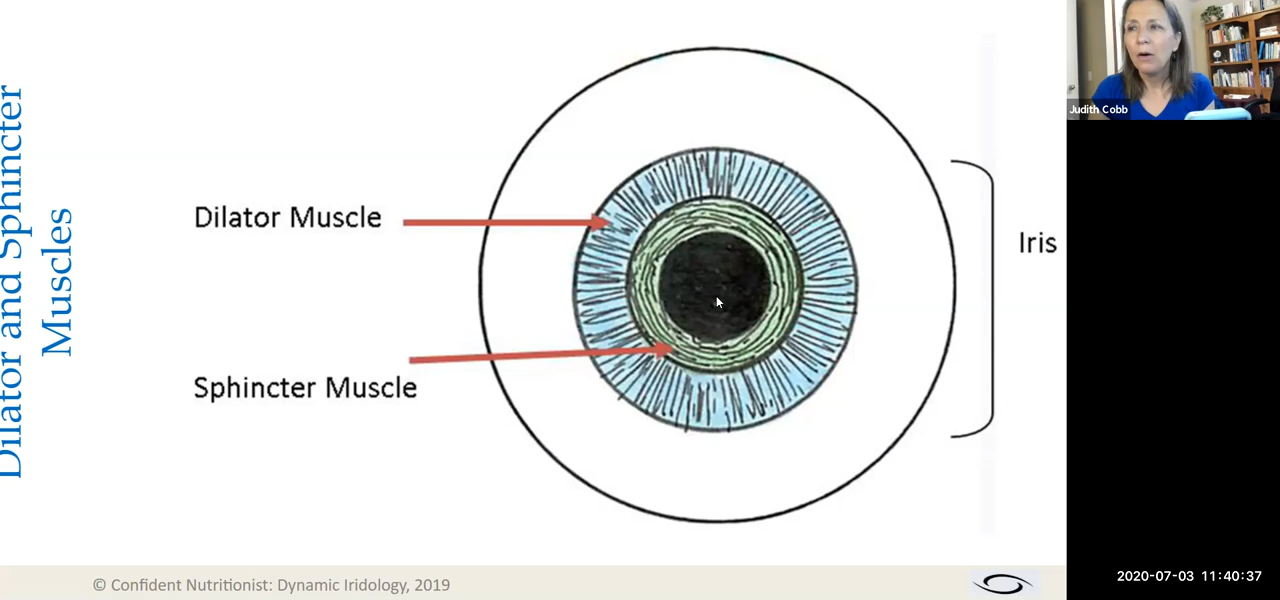 Dilator and Sphincter
Muscles
Dilator Muscle
Sphincter Muscle
Iris
© Confident Nutritionist: Dynamic Iridology, 2019
Judith Cobb
2020-07-03 11:40:37